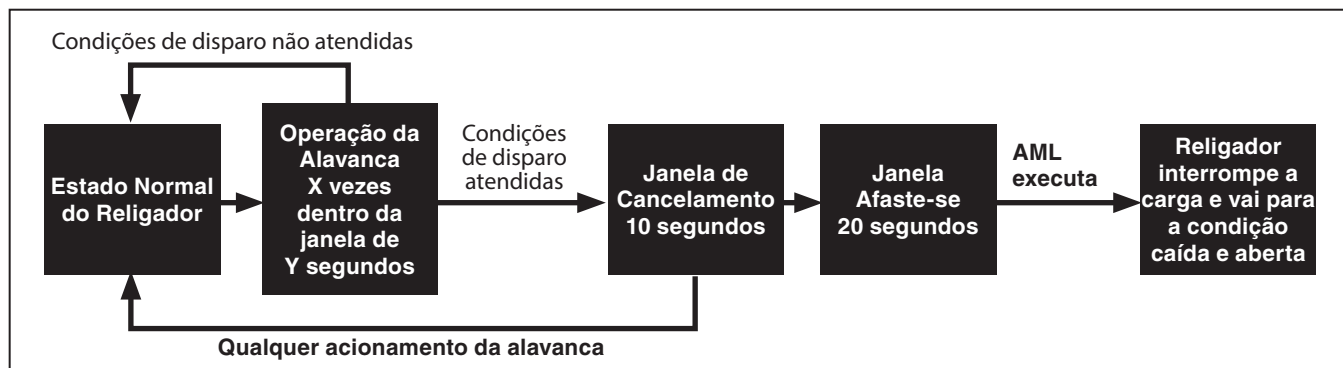 Condições de disparo não atendidas
Estado Normal
do Religador
Operação da
Alavanca
X vezes
dentro da
janela de
Y segundos
Condições
de disparo
atendidas
Janela de
Cancelamento
10 segundos
Janela
Afaste-se
20 segundos
AML
executa
Religador
interrompe a
carga e vai para
a condição
caída e aberta
Qualquer acionamento da alavanca